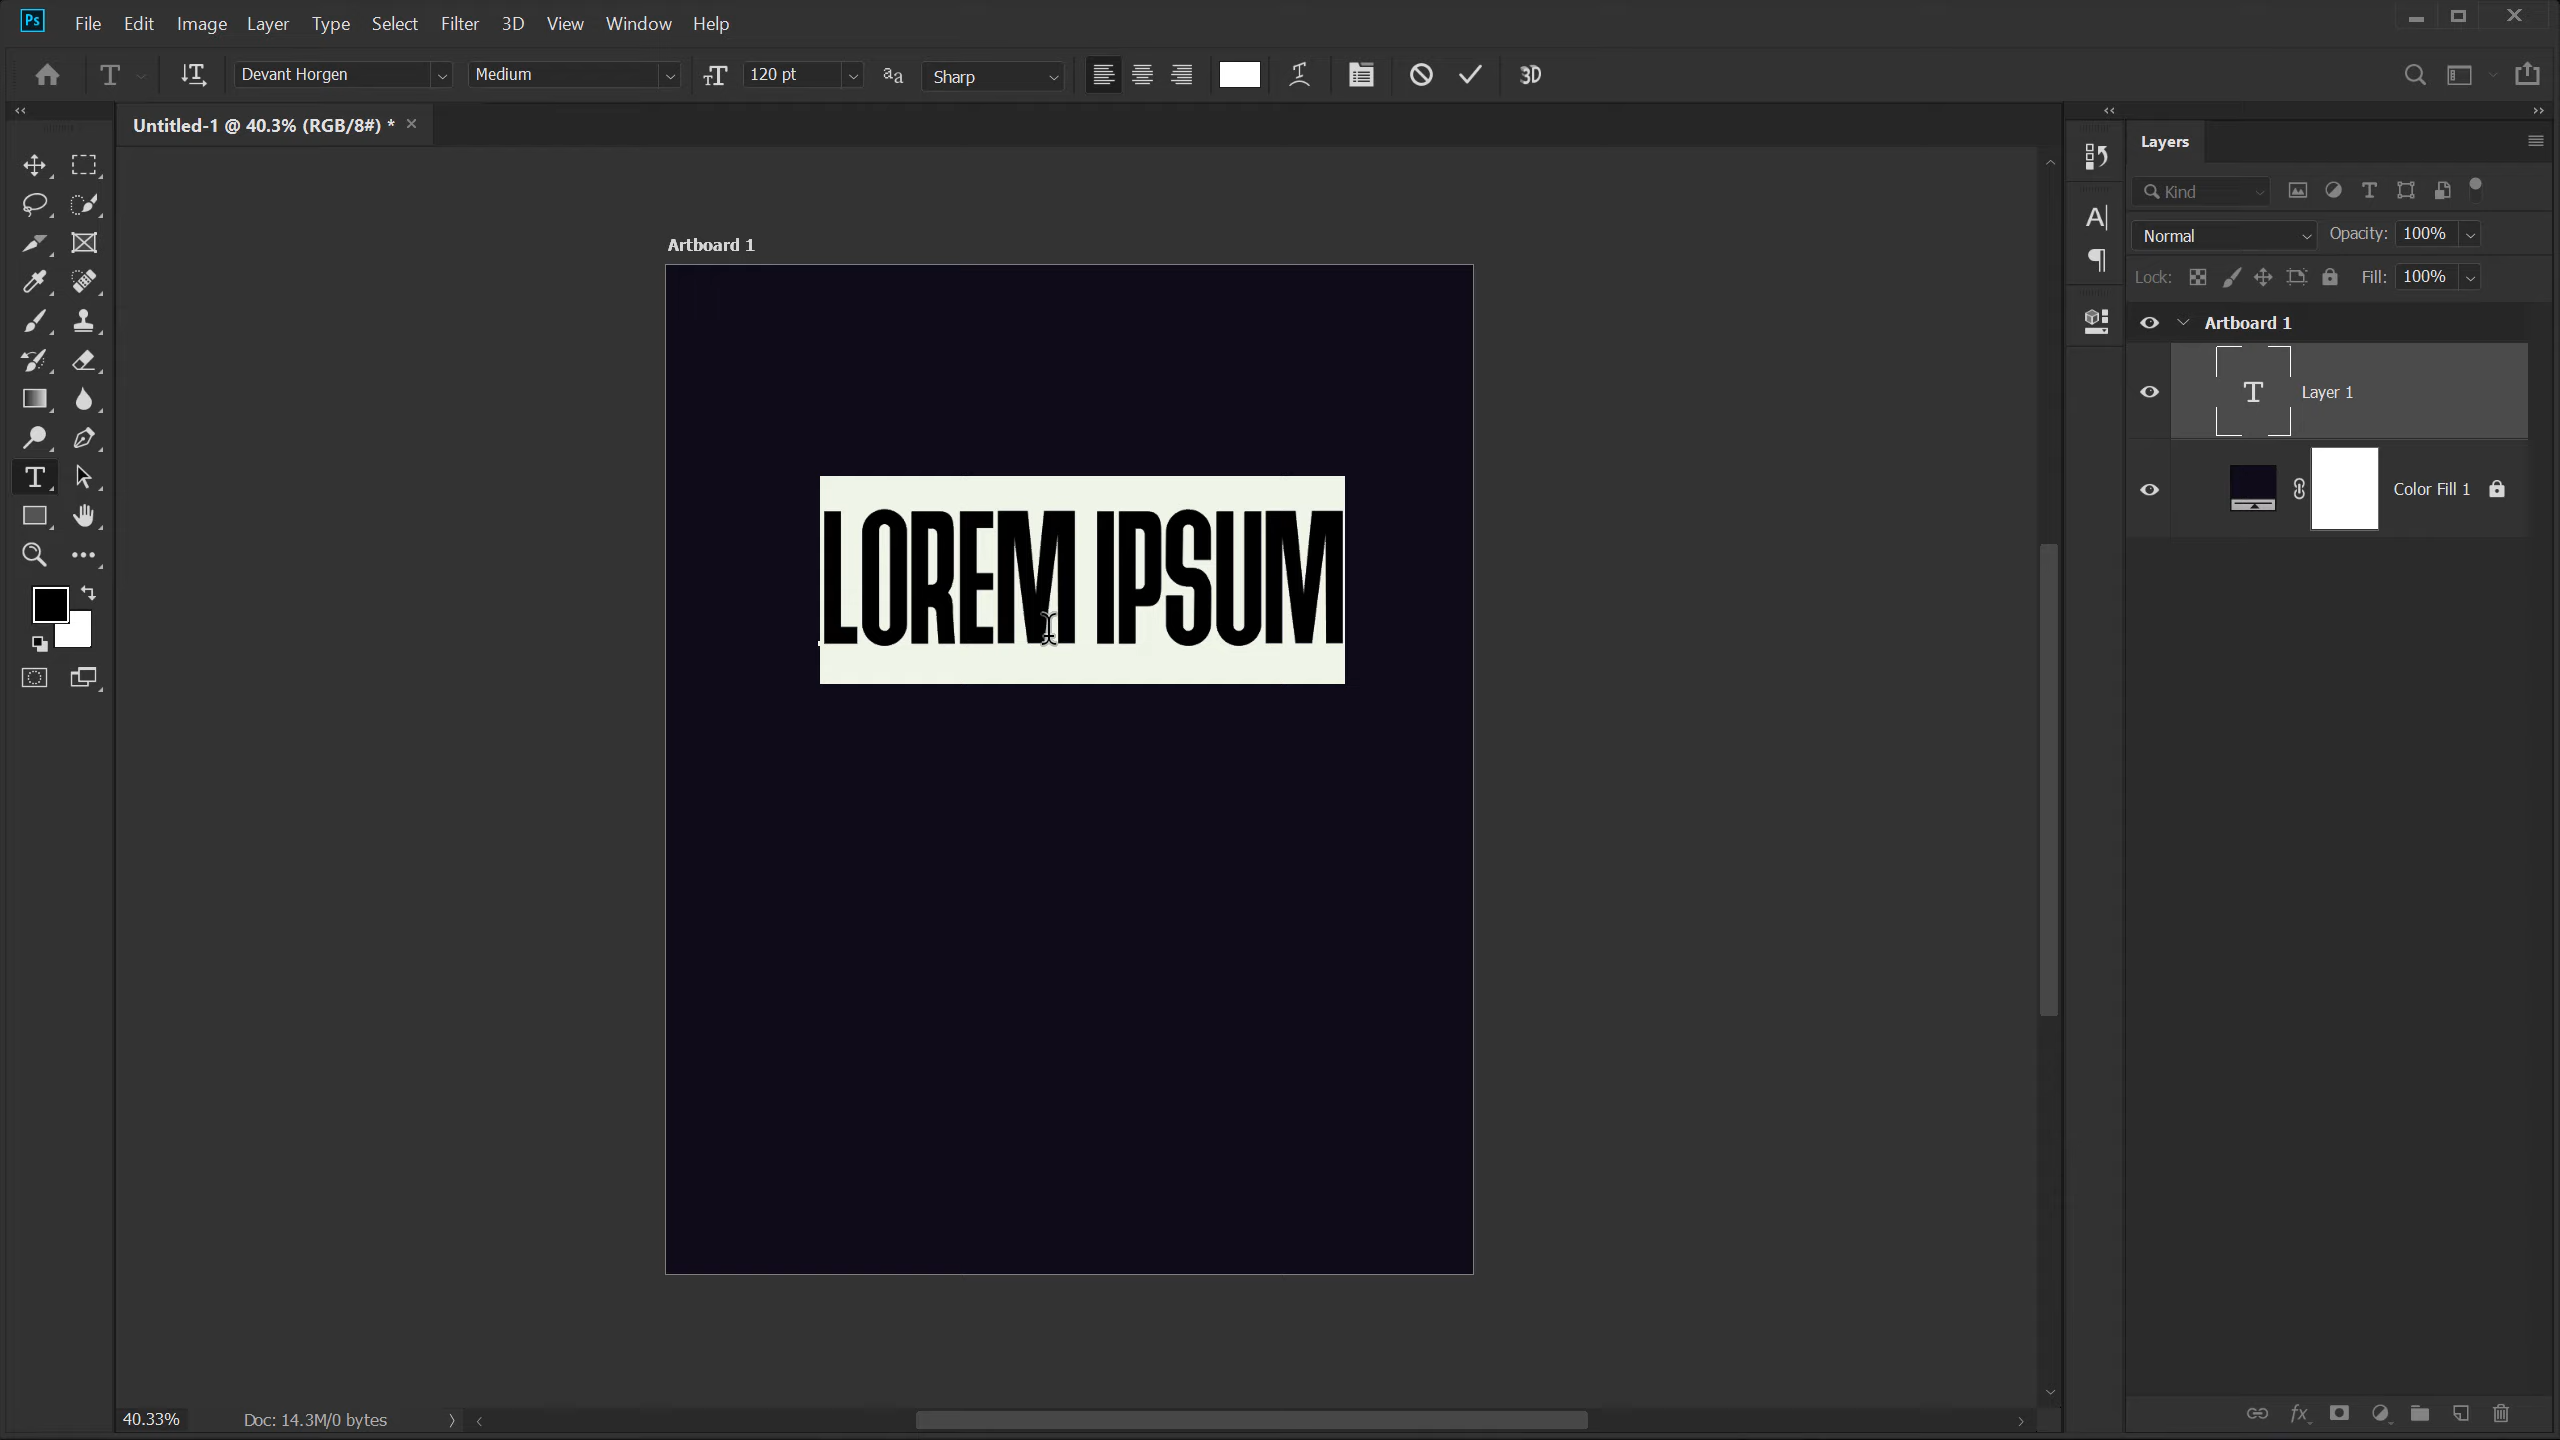 Ps File Edit Image Layer Type Select Filter 3D View Window Help
Devant Horgen Medium 120 pt Sharp 3D
Untitled-1 @ 40.3% (RGB/8#) *
Layers
Kind
Normal Opacity: 100%
Lock: Fill: 100%
Artboard 1
Layer 1
Color Fill 1
Artboard 1
LOREM IPSUM
40.33% Doc: 14.3M/0 bytes